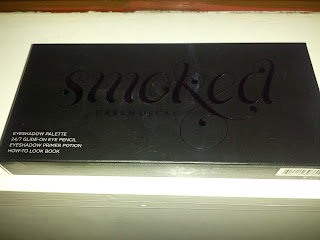 smoked
URBAN DECAY
EYESHADOW PALETTE
24/7 GLIDE-ON EYE PENCIL
EYESHADOW PRIMER POTION
HOW-TO LOOK BOOK